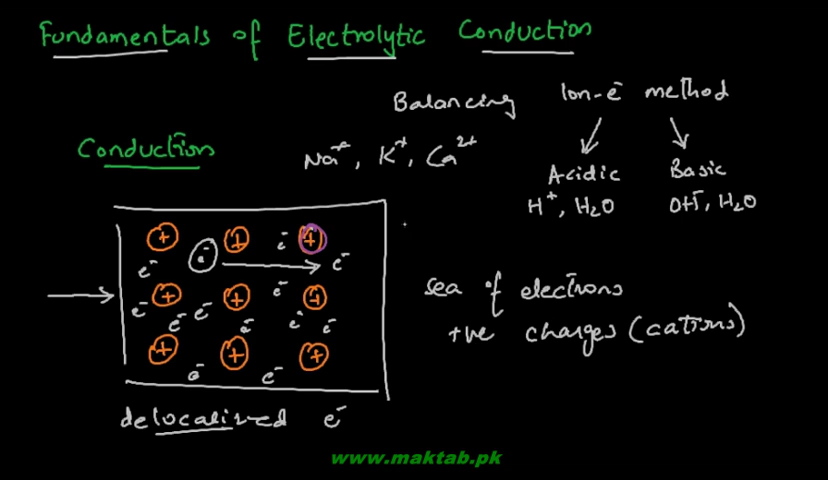 Fundamentals of Electrolytic Conduction
Balancing Ion-e⁻ method
Conduction
Na⁺, K⁺, Ca²⁺
Acidic Basic
H⁺, H₂O OH⁻, H₂O
+ e⁻ + e⁻ +
e⁻ e⁻
+ + e⁻ +
e⁻ e⁻ e⁻ e⁻ e⁻ e⁻
+ + +
e⁻ e⁻
sea of electrons
+ve charges (cations)
delocalized e⁻
www.maktab.pk